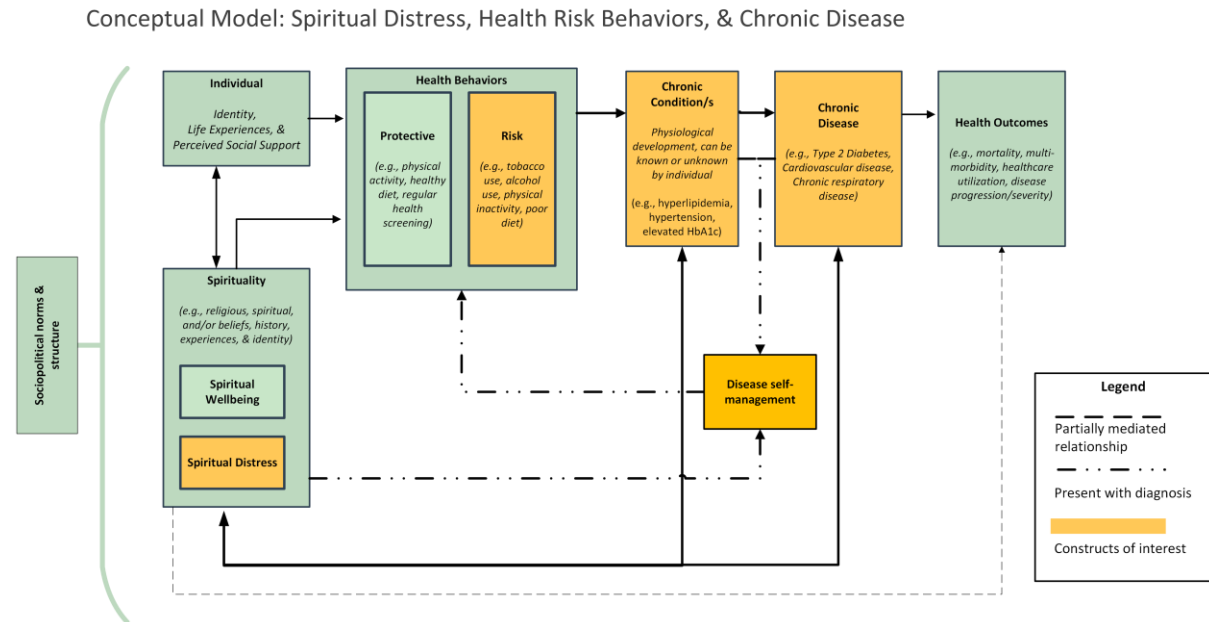 Conceptual Model: Spiritual Distress, Health Risk Behaviors, & Chronic Disease
Sociopolitical norms &
structure
Individual
Identity,
Life Experiences, &
Perceived Social Support
Spirituality
(e.g., religious, spiritual,
and/or beliefs, history,
experiences, & identity)
Spiritual
Wellbeing
Spiritual Distress
Health Behaviors
Protective
(e.g., physical
activity, healthy
diet, regular
health
screening)
Risk
(e.g., tobacco
use, alcohol
use, physical
inactivity, poor
diet)
Chronic
Condition/s
Physiological
development, can be
known or unknown
by individual
(e.g., hyperlipidemia,
hypertension,
elevated HbA1c)
Chronic
Disease
(e.g., Type 2 Diabetes,
Cardiovascular disease,
Chronic respiratory
disease)
Health Outcomes
(e.g., mortality, multi-
morbidity, healthcare
utilization, disease
progression/severity)
Disease self-
management
Legend
Partially mediated
relationship
Present with diagnosis
Constructs of interest